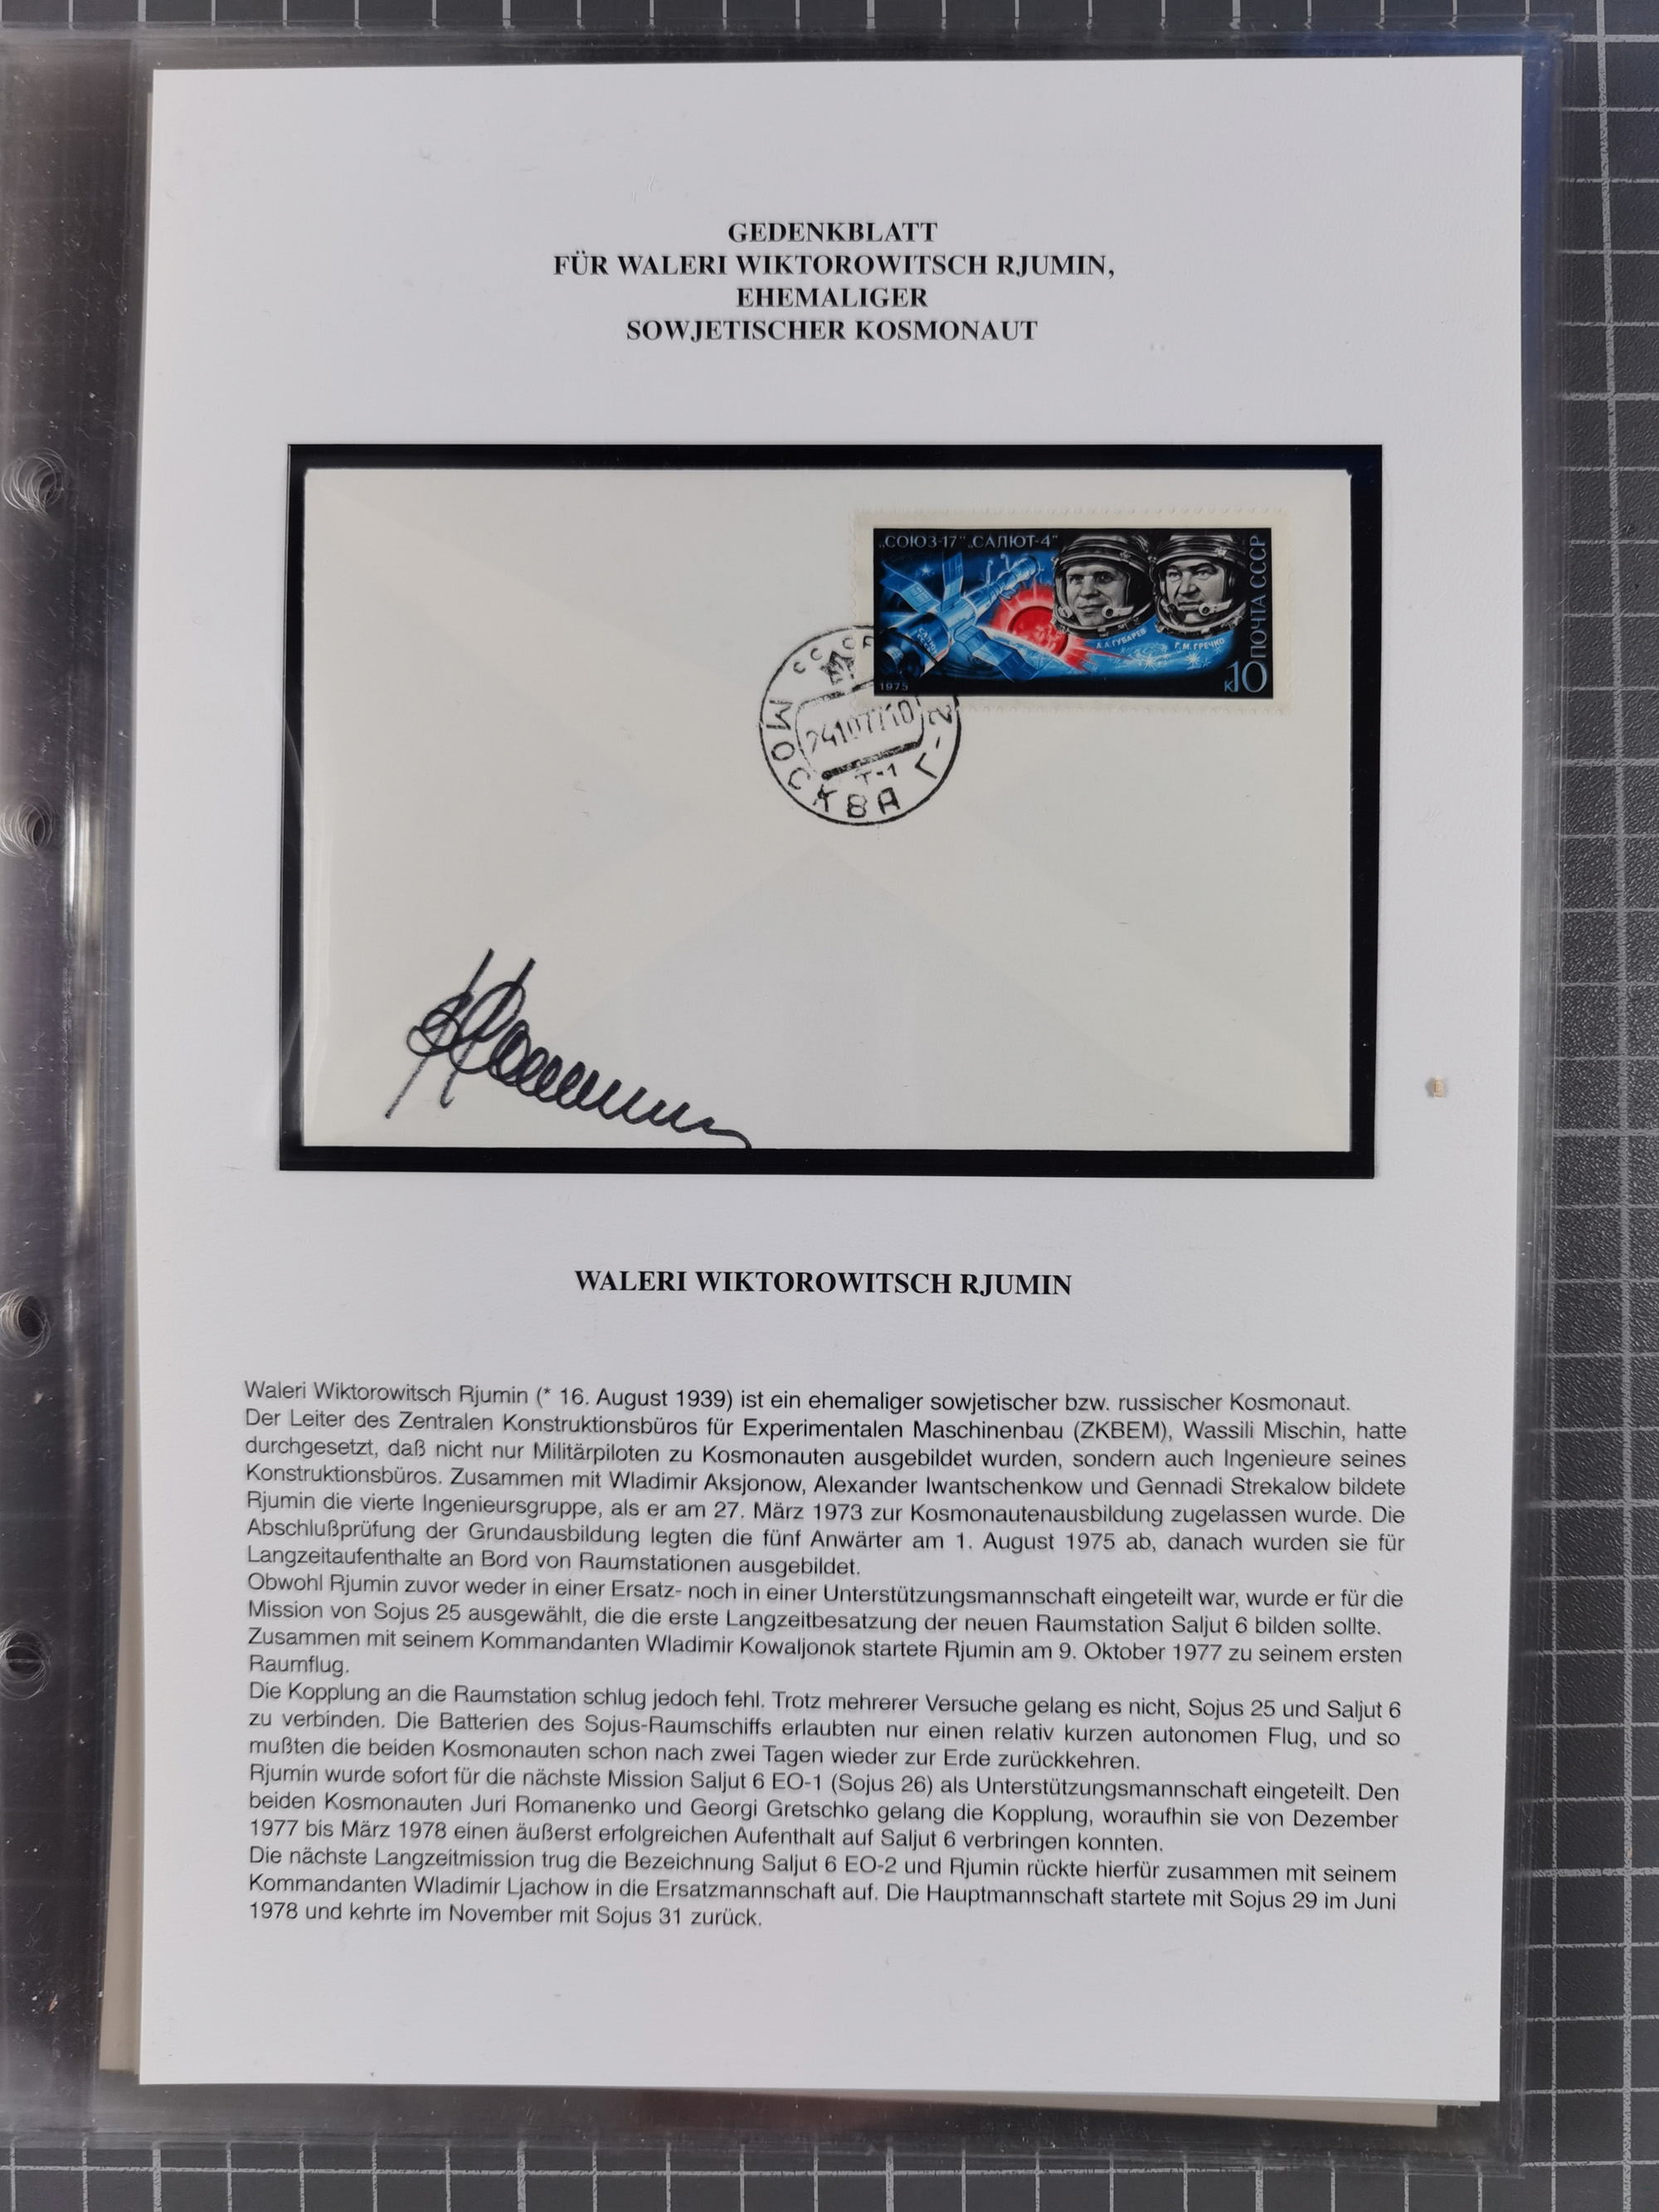 GEDENKBLATT
FÜR WALERI WIKTOROWITSCH RJUMIN,
EHEMALIGER
SOWJETISCHER KOSMONAUT
„СОЮЗ-17" „САЛЮТ-4"
А.А.ГУБАРЕВ
Г.М.ГРЕЧКО
1975
к10
ПОЧТА СССР
СССР
МОСКВА Г-2
Т-1
WALERI WIKTOROWITSCH RJUMIN
Waleri Wiktorowitsch Rjumin (* 16. August 1939) ist ein ehemaliger sowjetischer bzw. russischer Kosmonaut.
Der Leiter des Zentralen Konstruktionsbüros für Experimentalen Maschinenbau (ZKBEM), Wassili Mischin, hatte
durchgesetzt, daß nicht nur Militärpiloten zu Kosmonauten ausgebildet wurden, sondern auch Ingenieure seines
Konstruktionsbüros. Zusammen mit Wladimir Aksjonow, Alexander Iwantschenkow und Gennadi Strekalow bildete
Rjumin die vierte Ingenieursgruppe, als er am 27. März 1973 zur Kosmonautenausbildung zugelassen wurde. Die
Abschlußprüfung der Grundausbildung legten die fünf Anwärter am 1. August 1975 ab, danach wurden sie für
Langzeitaufenthalte an Bord von Raumstationen ausgebildet.
Obwohl Rjumin zuvor weder in einer Ersatz- noch in einer Unterstützungsmannschaft eingeteilt war, wurde er für die
Mission von Sojus 25 ausgewählt, die die erste Langzeitbesatzung der neuen Raumstation Saljut 6 bilden sollte.
Zusammen mit seinem Kommandanten Wladimir Kowaljonok startete Rjumin am 9. Oktober 1977 zu seinem ersten
Raumflug.
Die Kopplung an die Raumstation schlug jedoch fehl. Trotz mehrerer Versuche gelang es nicht, Sojus 25 und Saljut 6
zu verbinden. Die Batterien des Sojus-Raumschiffs erlaubten nur einen relativ kurzen autonomen Flug, und so
mußten die beiden Kosmonauten schon nach zwei Tagen wieder zur Erde zurückkehren.
Rjumin wurde sofort für die nächste Mission Saljut 6 EO-1 (Sojus 26) als Unterstützungsmannschaft eingeteilt. Den
beiden Kosmonauten Juri Romanenko und Georgi Gretschko gelang die Kopplung, woraufhin sie von Dezember
1977 bis März 1978 einen äußerst erfolgreichen Aufenthalt auf Saljut 6 verbringen konnten.
Die nächste Langzeitmission trug die Bezeichnung Saljut 6 EO-2 und Rjumin rückte hierfür zusammen mit seinem
Kommandanten Wladimir Ljachow in die Ersatzmannschaft auf. Die Hauptmannschaft startete mit Sojus 29 im Juni
1978 und kehrte im November mit Sojus 31 zurück.